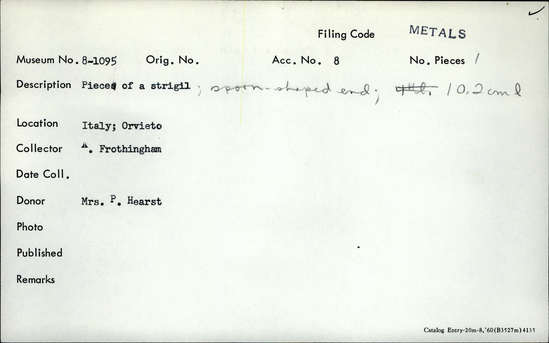 Filing Code METALS
Museum No. 8-1095 Orig. No. Acc. No. 8 No. Pieces 1
Description Piece of a strigil ; spoon-shaped end; 10.2 cm l
Location Italy; Orvieto
Collector A. Frothingham
Date Coll.
Donor Mrs. P. Hearst
Photo
Published
Remarks
Catalog Entry-20m-8,'60(B3527m)4131